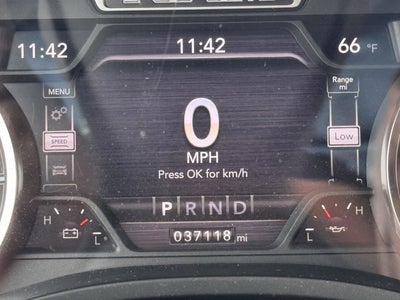 11:42 11:42 66 °F
MENU Range
mi
0
SPEED Low
MPH
Press OK for km/h
P R N D
H H
L 037118 mi L